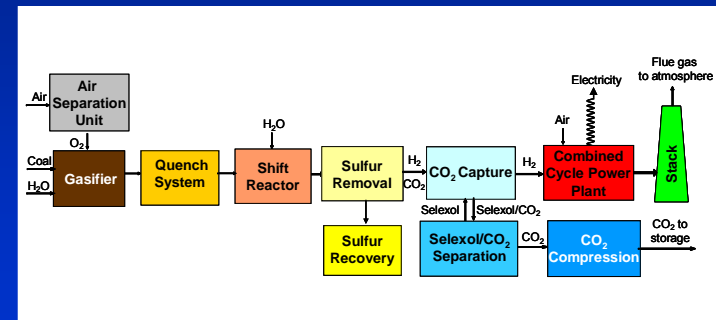 Flue gas
to atmosphere
Electricity
Air
Air
Separation
Unit
O₂
H₂O
Air
Coal
H₂O
Gasifier
Quench
System
Shift
Reactor
Sulfur
Removal
H₂
CO₂
CO₂ Capture
H₂
Combined
Cycle Power
Plant
Stack
Selexol
Selexol/CO₂
Sulfur
Recovery
Selexol/CO₂
Separation
CO₂
CO₂
Compression
CO₂ to
storage